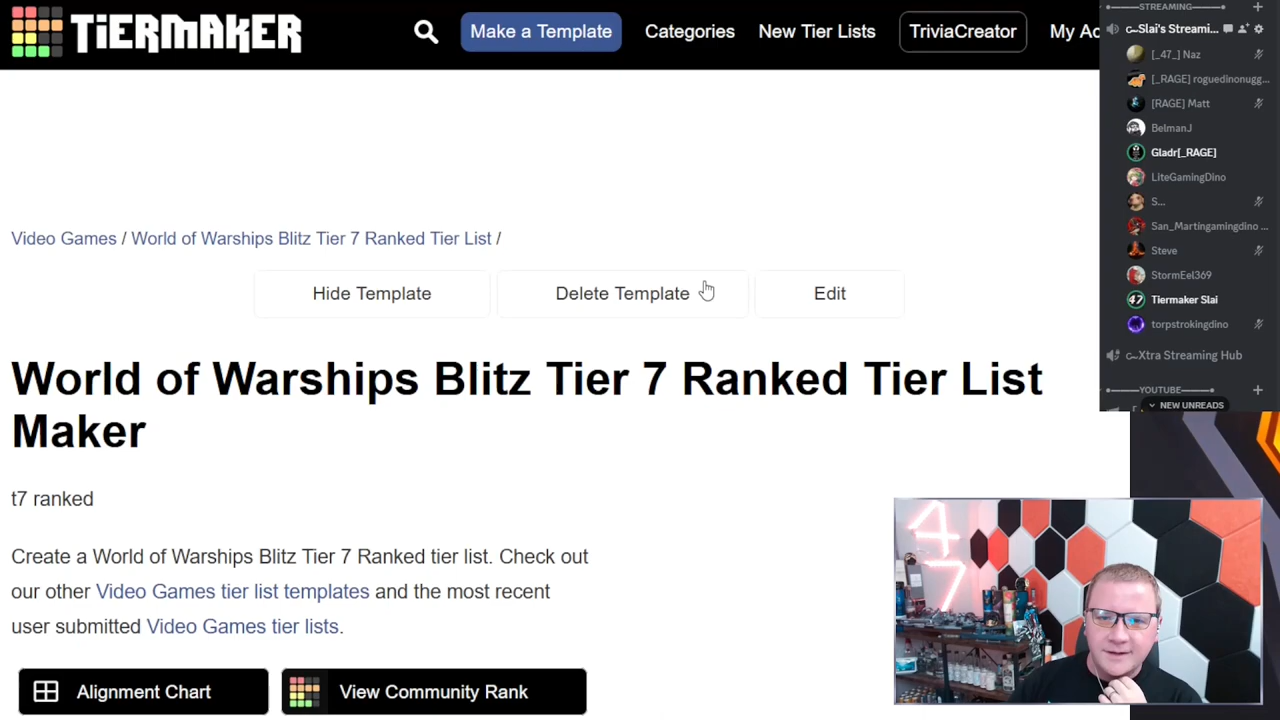 TiERMAKER
Make a Template
Categories
New Tier Lists
TriviaCreator
My Ac
Video Games / World of Warships Blitz Tier 7 Ranked Tier List /
Hide Template
Delete Template
Edit
World of Warships Blitz Tier 7 Ranked Tier List
Maker
t7 ranked
Create a World of Warships Blitz Tier 7 Ranked tier list. Check out
our other Video Games tier list templates and the most recent
user submitted Video Games tier lists.
Alignment Chart
View Community Rank
STREAMING
Slai's Streami...
[_47_] Naz
[_RAGE] roguedinonugg...
[RAGE] Matt
BelmanJ
Gladr[_RAGE]
LiteGamingDino
S...
San_Martingamingdino ...
Steve
StormEel369
47 Tiermaker Slai
torpstrokingdino
Xtra Streaming Hub
YOUTUBE
NEW UNREADS
4
7